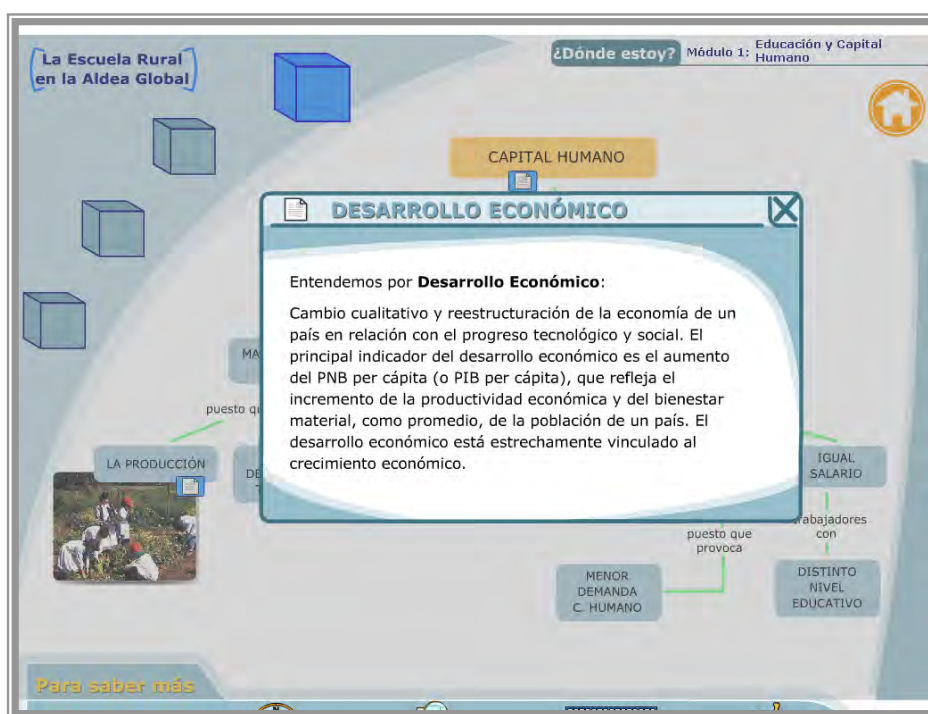 La Escuela Rural
en la Aldea Global
¿Dónde estoy?
Módulo 1:
Educación y Capital
Humano
CAPITAL HUMANO
DESARROLLO ECONÓMICO
Entendemos por Desarrollo Económico:
Cambio cualitativo y reestructuración de la economía de un
país en relación con el progreso tecnológico y social. El
principal indicador del desarrollo económico es el aumento
del PNB per cápita (o PIB per cápita), que refleja el
incremento de la productividad económica y del bienestar
material, como promedio, de la población de un país. El
desarrollo económico está estrechamente vinculado al
crecimiento económico.
MA
puesto qu
LA PRODUCCIÓN
DE
IGUAL
SALARIO
rabajadores
con
puesto que
provoca
MENOR
DEMANDA
C. HUMANO
DISTINTO
NIVEL
EDUCATIVO
Para saber más